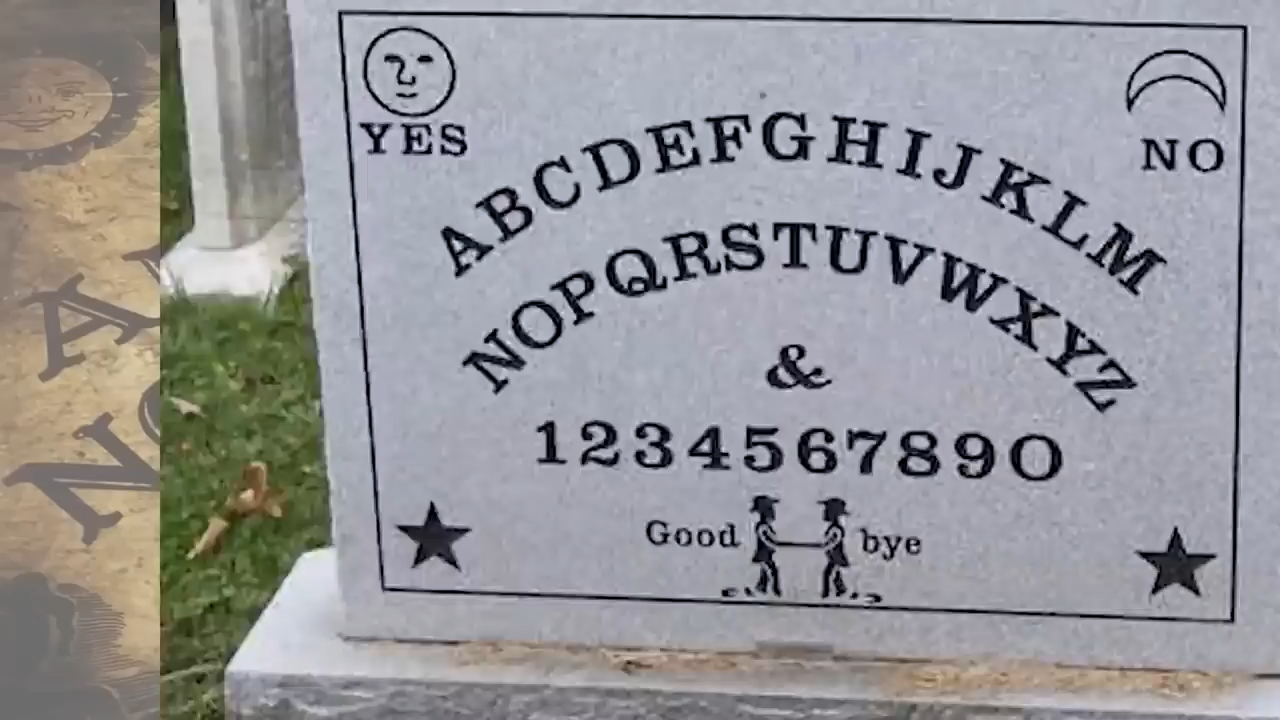 YES
NO
ABCDEFGHIJKLM
NOPQRSTUVWXYZ
&
1234567890
Good bye
A
N